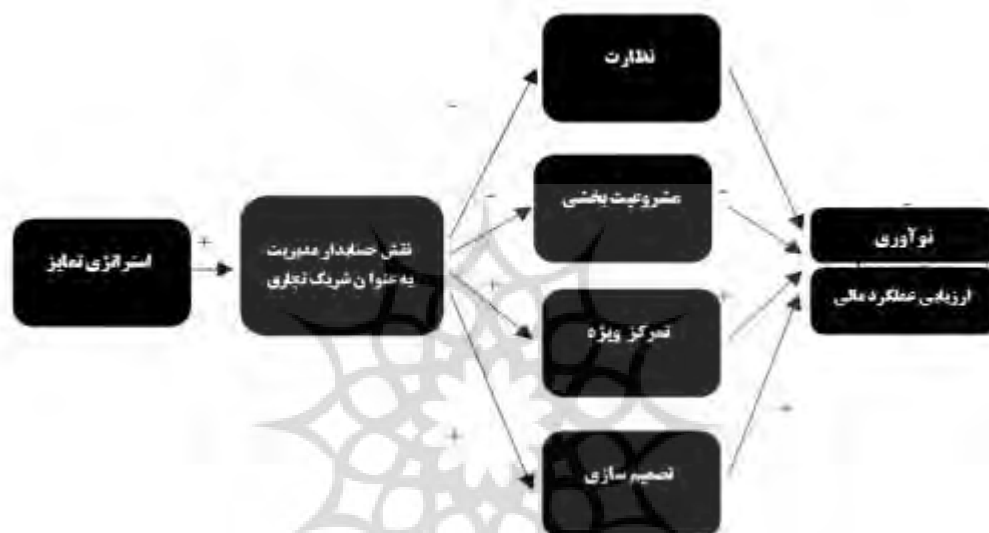 نظارت
مشروعیت بخشی
استراتژی تمایز
+
نقش حسابدار مدیریت
به عنوان شریک تجاری
-
-
+
+
تمرکز ویژه
تصمیم سازی
-
-
+
+
نوآوری
ارزیابی عملکرد مالی